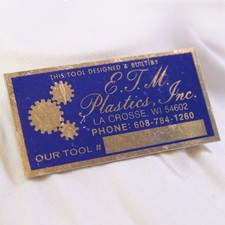 THIS TOOL DESIGNED & BUILT BY
E.T.M.
Plastics, Inc.
LA CROSSE, WI 54602
PHONE: 608-784-1260
OUR TOOL #